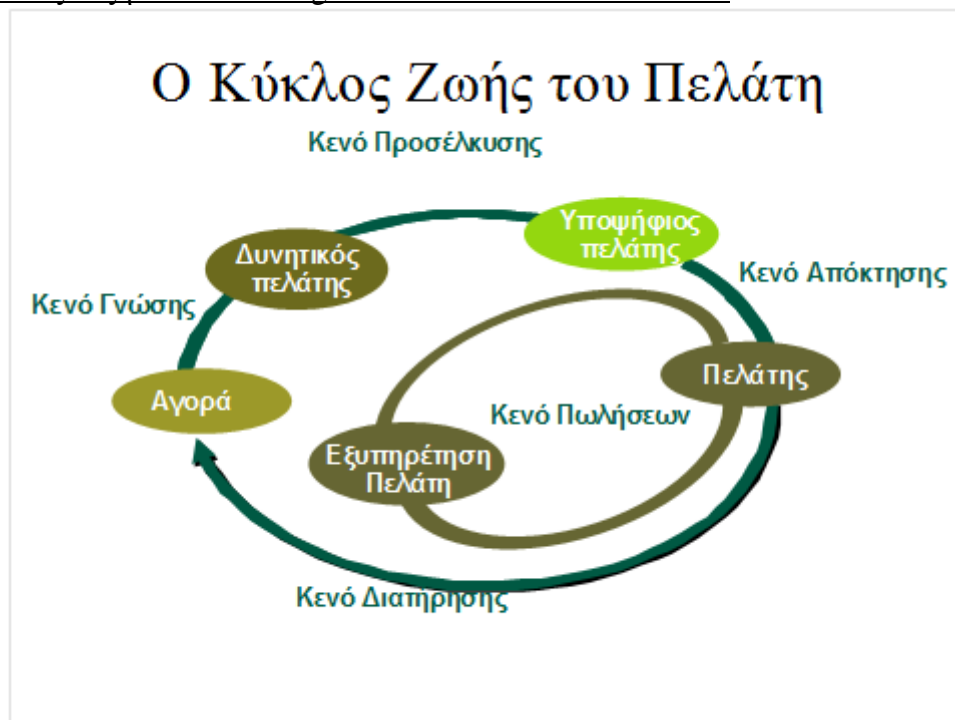 Ο Κύκλος Ζωής του Πελάτη
Κενό Προσέλκυσης
Υποψήφιος
πελάτης
Δυνητικός
πελάτης
Κενό Απόκτησης
Κενό Γνώσης
Πελάτης
Αγορά
Κενό Πωλήσεων
Εξυπηρέτηση
Πελάτη
Κενό Διατήρησης